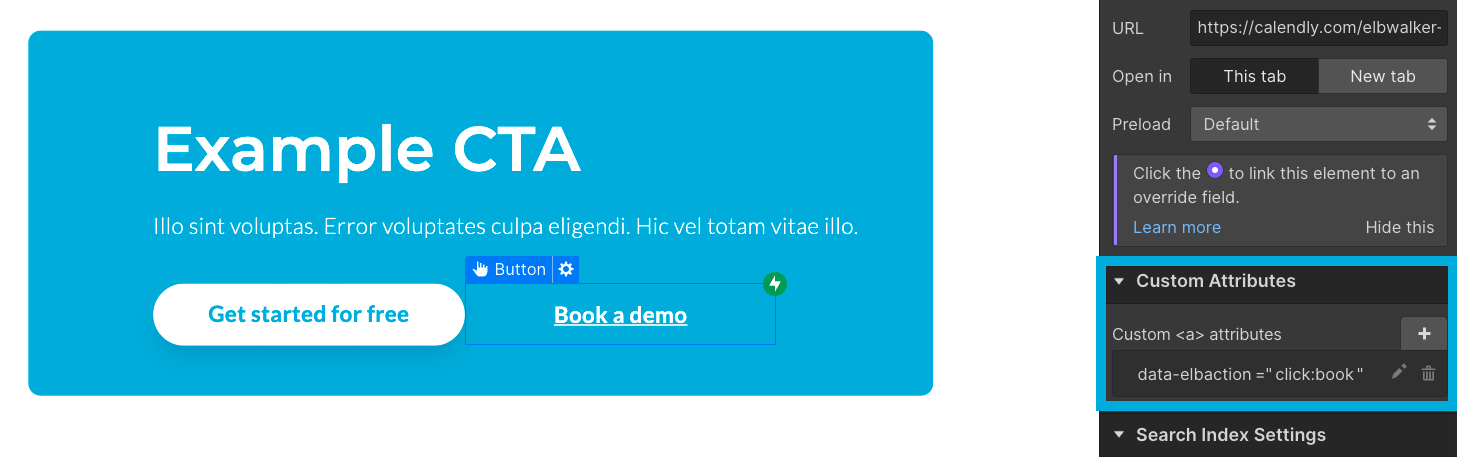 Example CTA
Illo sint voluptas. Error voluptates culpa eligendi. Hic vel totam vitae illo.
Button
Get started for free
Book a demo
URL
https://calendly.com/elbwalker-
Open in
This tab
New tab
Preload
Default
Click the to link this element to an
override field.
Learn more
Hide this
Custom Attributes
Custom <a> attributes
+
data-elbaction =" click:book "
Search Index Settings